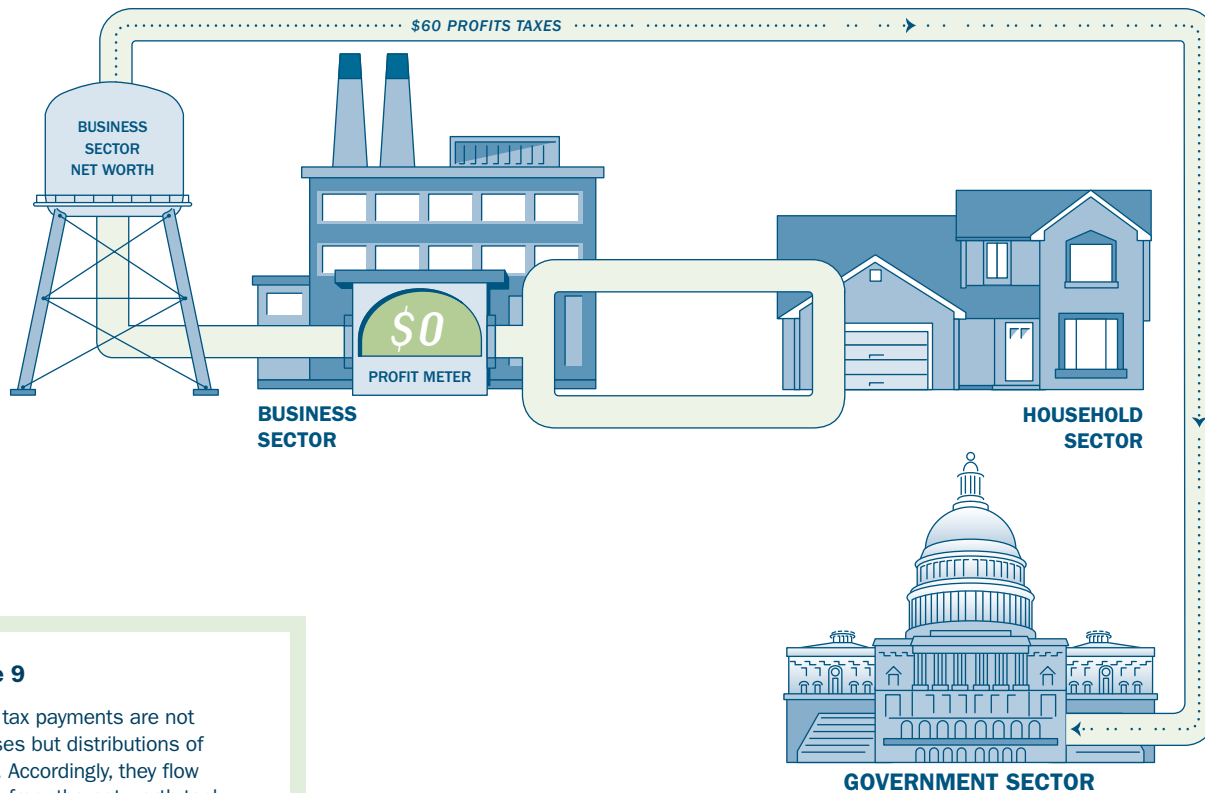 $60 PROFITS TAXES
BUSINESS
SECTOR
NET WORTH
$0
PROFIT METER
BUSINESS
SECTOR
HOUSEHOLD
SECTOR
GOVERNMENT SECTOR
9
tax payments are not
but distributions of
Accordingly, they flow